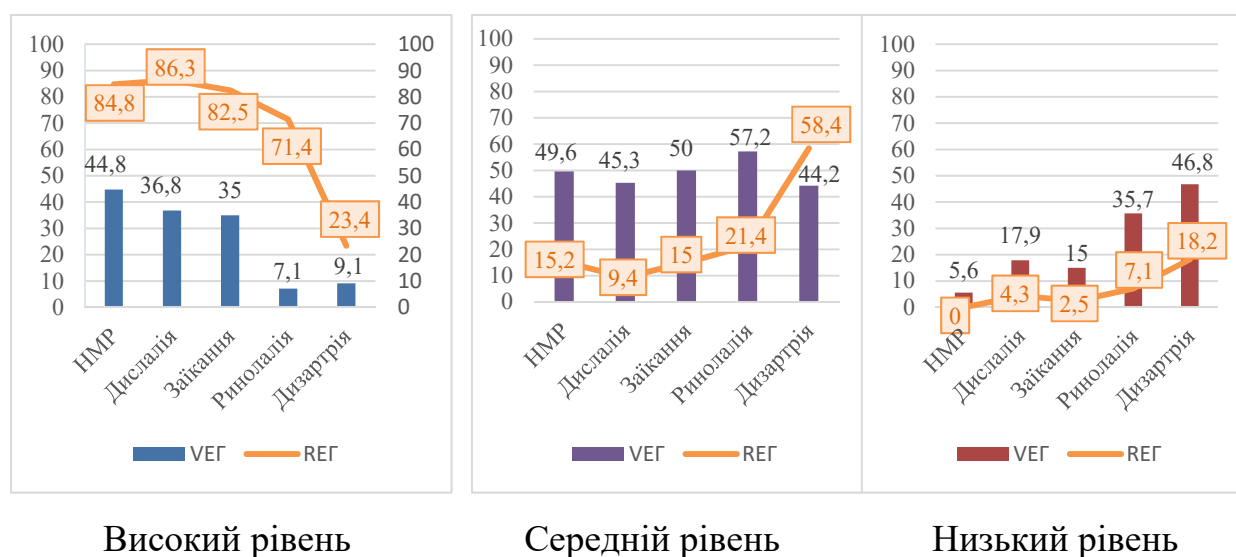 100 90 80 70 60 50 40 30 20 10 0
84,8 86,3 82,5 71,4 23,4
44,8 36,8 35 7,1 9,1
100 90 80 70 60 50 40 30 20 10 0
НМР Дислалія Заїкання Ринолалія Дизартрія
VЕГ RЕГ
Високий рівень
100 90 80 70 60 50 40 30 20 10 0
49,6 45,3 50 57,2 44,2
15,2 9,4 15 21,4 58,4
НМР Дислалія Заїкання Ринолалія Дизартрія
VЕГ RЕГ
Середній рівень
100 90 80 70 60 50 40 30 20 10 0
5,6 17,9 15 35,7 46,8
0 4,3 2,5 7,1 18,2
НМР Дислалія Заїкання Ринолалія Дизартрія
VЕГ RЕГ
Низький рівень